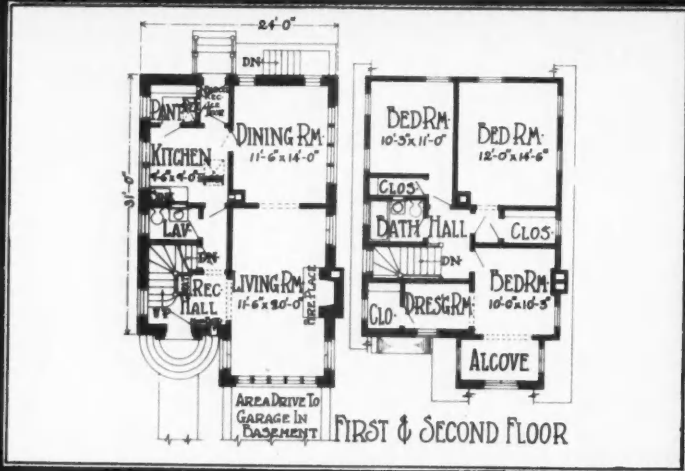 24'-0"
31'-0"
DN
PANT
KITCHEN
DINING RM.
11'-6" x 14'-0"
LAV.
DN
REC.
HALL
UP
LIVING RM.
11'-6" x 20'-0"
FIRE PLACE
AREA DRIVE TO
GARAGE IN
BASEMENT
BED RM.
10'-3" x 11'-0"
BED RM.
12'-0" x 14'-6"
CLOS.
BATH HALL
CLOS.
DN
BED RM.
10'-0" x 10'-3"
CLO.
DRES'G RM.
ALCOVE
FIRST & SECOND FLOOR